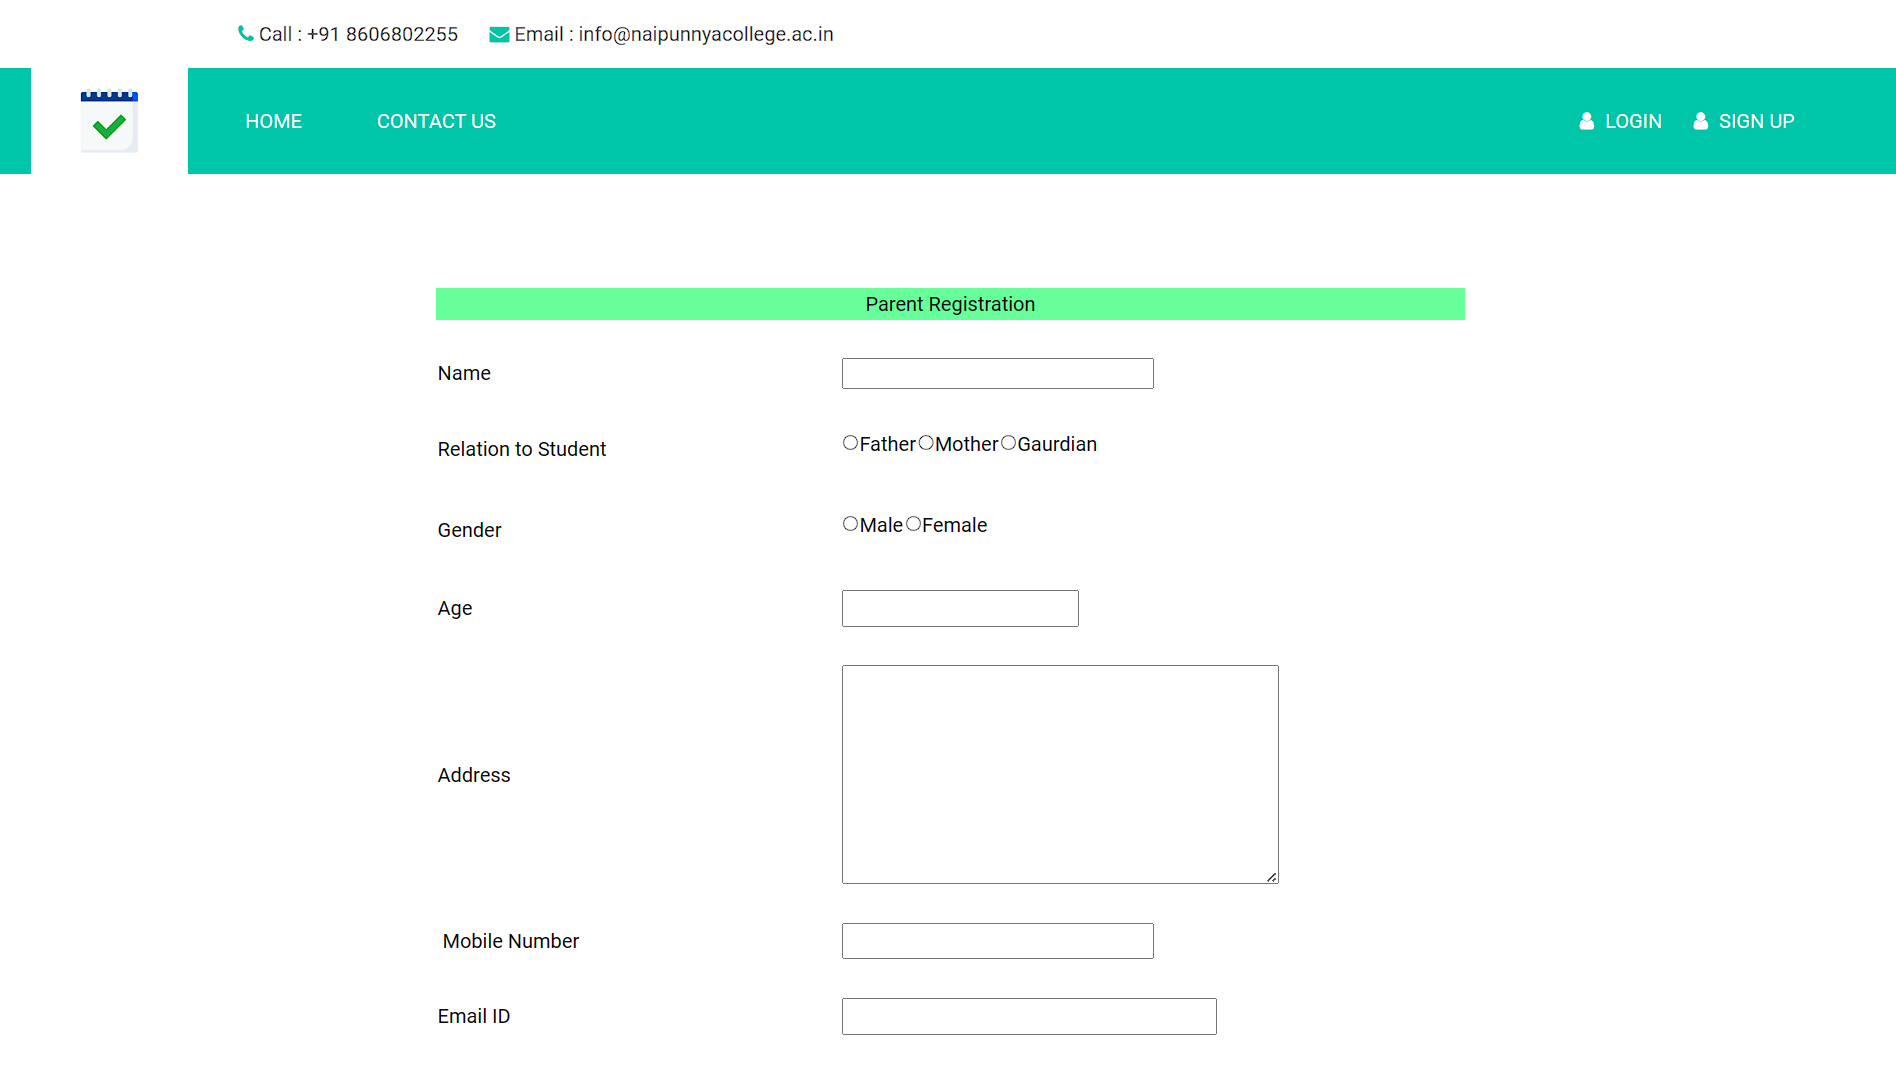 Call : +91 8606802255 Email : info@naipunnyacollege.ac.in
HOME CONTACT US LOGIN SIGN UP
Parent Registration
Name
Relation to Student Father Mother Gaurdian
Gender Male Female
Age
Address
Mobile Number
Email ID